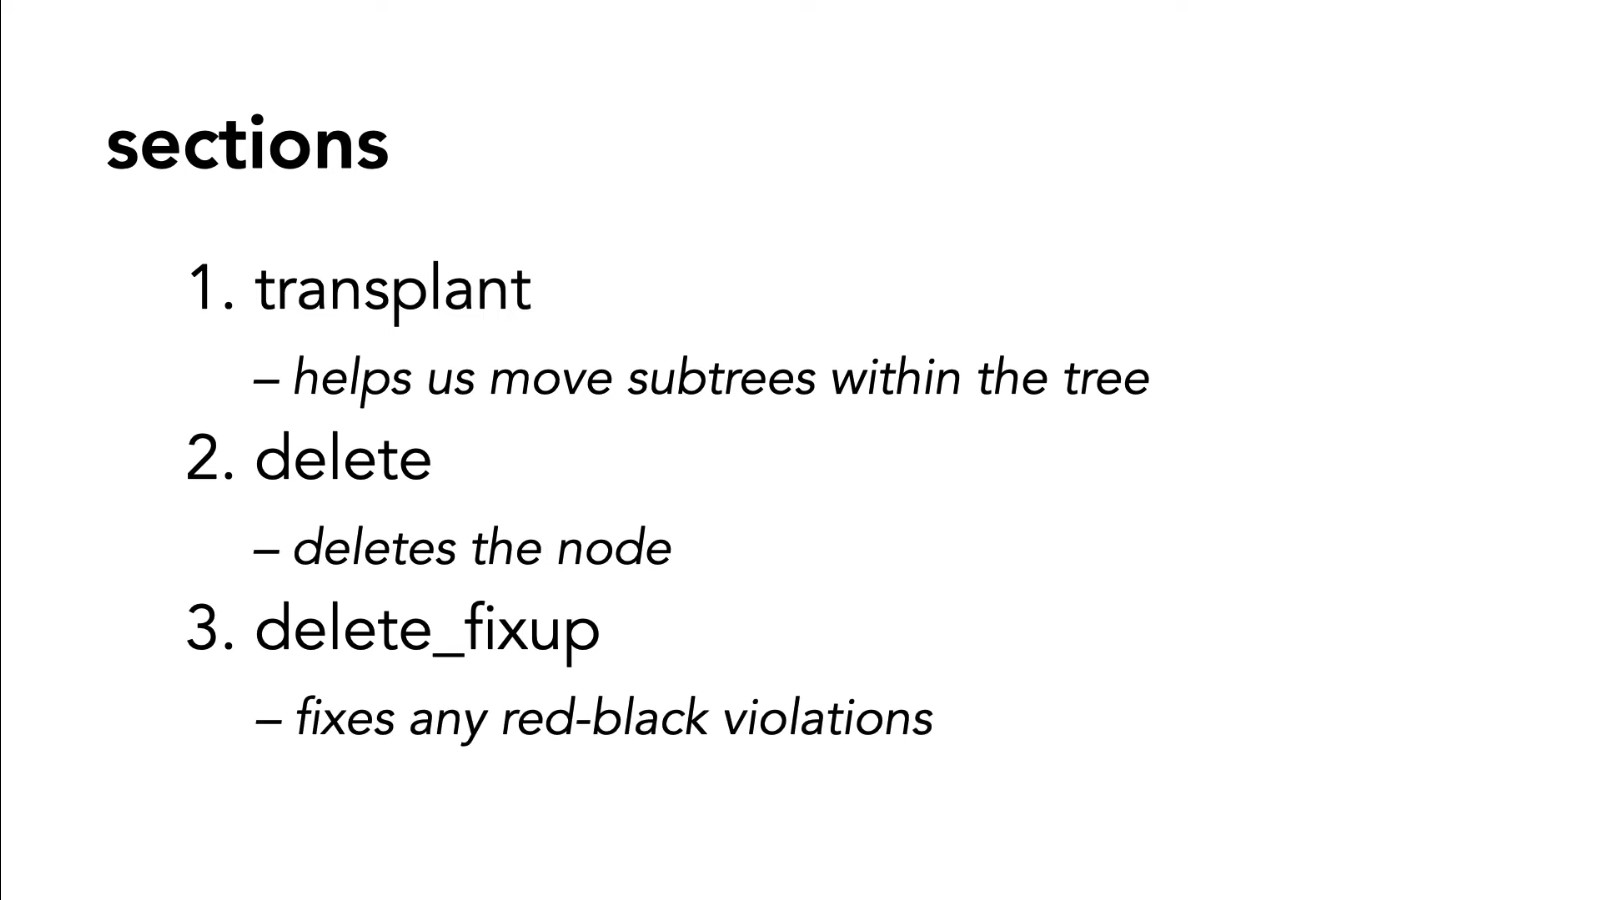 sections
1. transplant
– helps us move subtrees within the tree
2. delete
– deletes the node
3. delete_fixup
– fixes any red-black violations